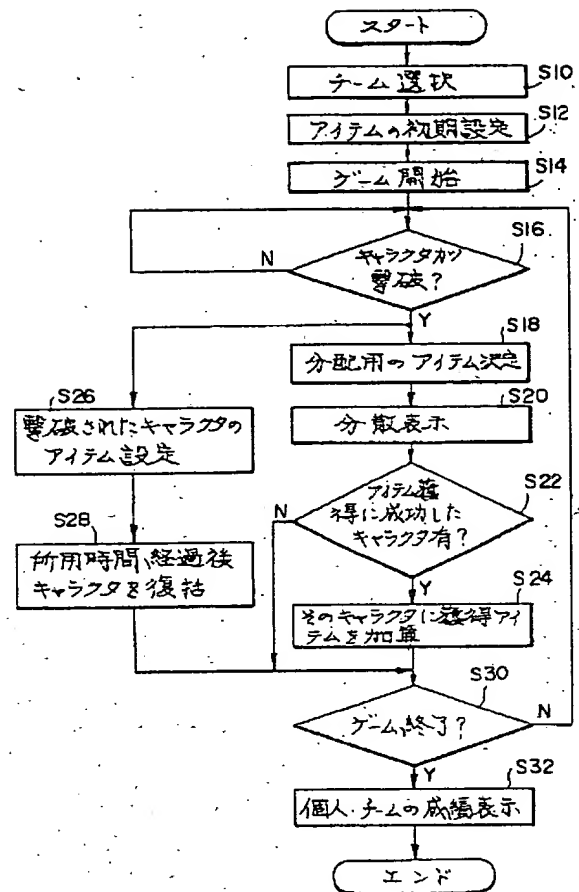 スタート
S10
チーム選択
S12
アイテムの初期設定
S14
ゲーム開始
S16
キャラクタが
撃破?
N
Y
S18
分配用のアイテム決定
S20
分散表示
S26
撃破されたキャラクタの
アイテム設定
S22
アイテム獲
得に成功した
キャラクタ有?
N
Y
S28
所用時間経過後
キャラクタを復活
S24
そのキャラクタに獲得アイ
テムを加算
S30
ゲーム終了?
N
Y
S32
個人・チームの成績表示
エンド